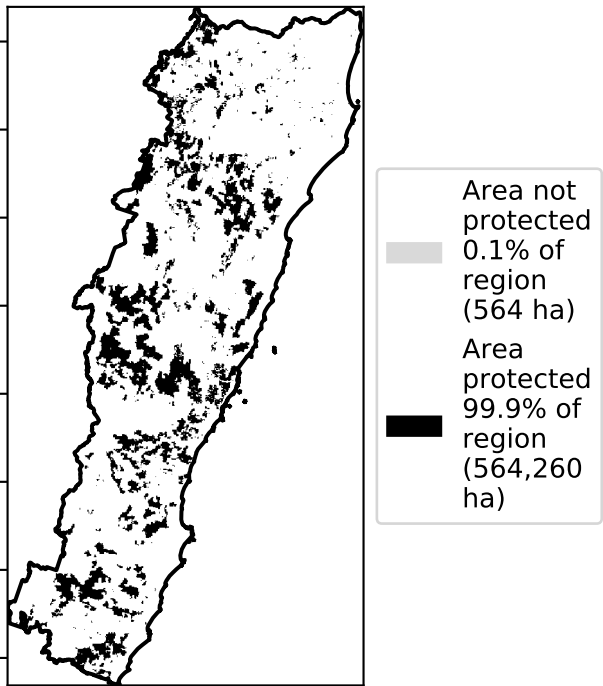 Area not
protected
0.1% of
region
(564 ha)
Area
protected
99.9% of
region
(564,260
ha)